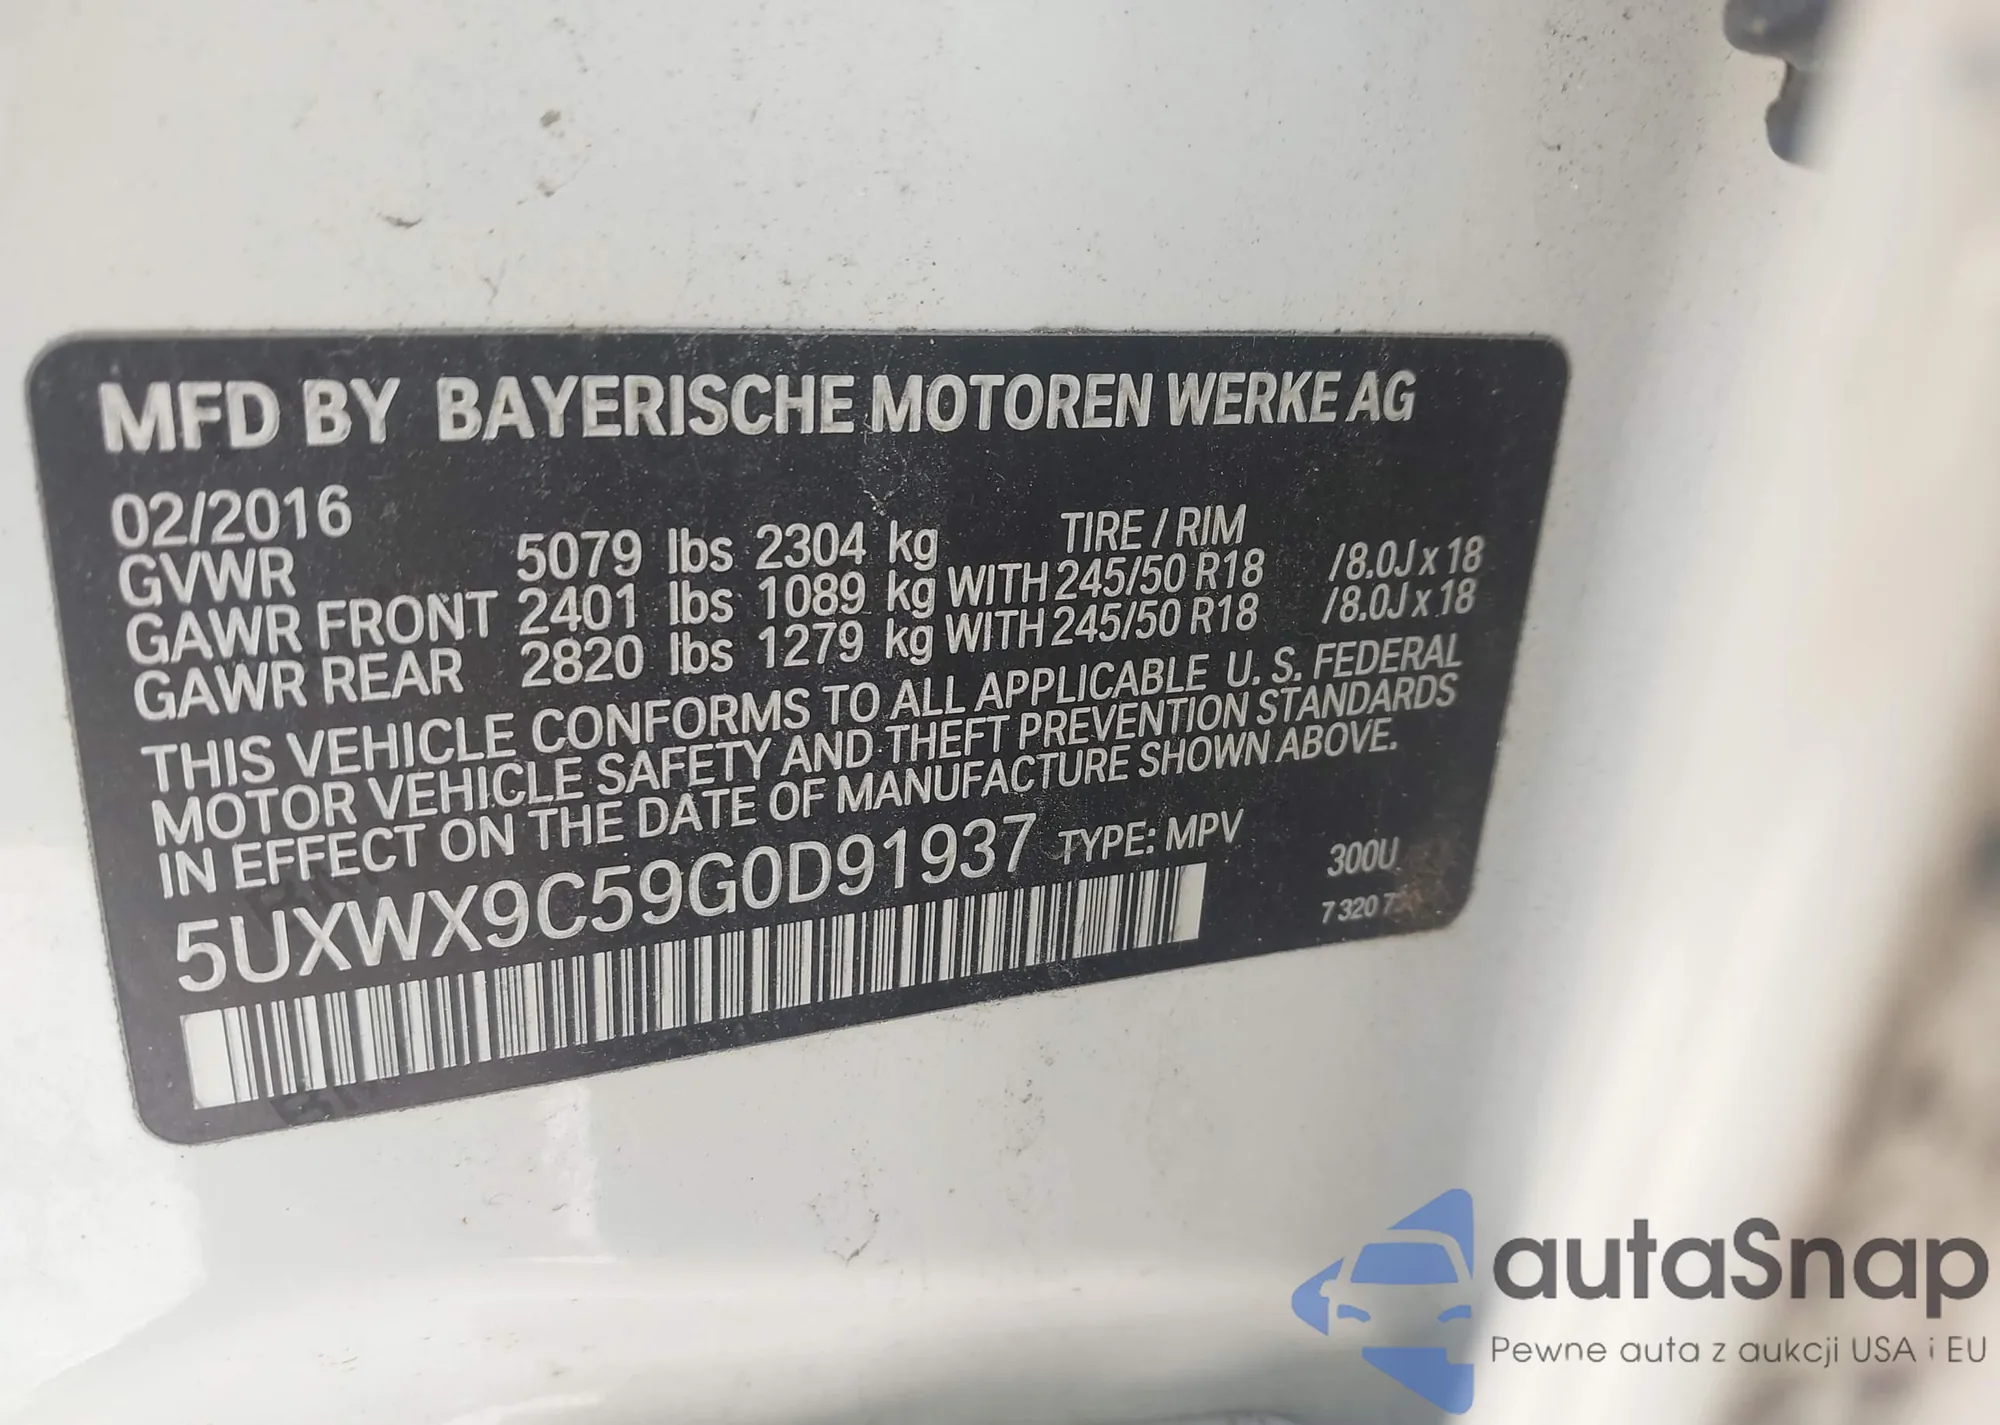 MFD BY BAYERISCHE MOTOREN WERKE AG
02/2016 TIRE / RIM
GVWR 5079 lbs 2304 kg
GAWR FRONT 2401 lbs 1089 kg WITH 245/50 R18 /8.0J x 18
GAWR REAR 2820 lbs 1279 kg WITH 245/50 R18 /8.0J x 18
THIS VEHICLE CONFORMS TO ALL APPLICABLE U. S. FEDERAL
MOTOR VEHICLE SAFETY AND THEFT PREVENTION STANDARDS
IN EFFECT ON THE DATE OF MANUFACTURE SHOWN ABOVE.
5UXWX9C59G0D91937 TYPE: MPV 300U
7 320
autaSnap
Pewne auta z aukcji USA i EU